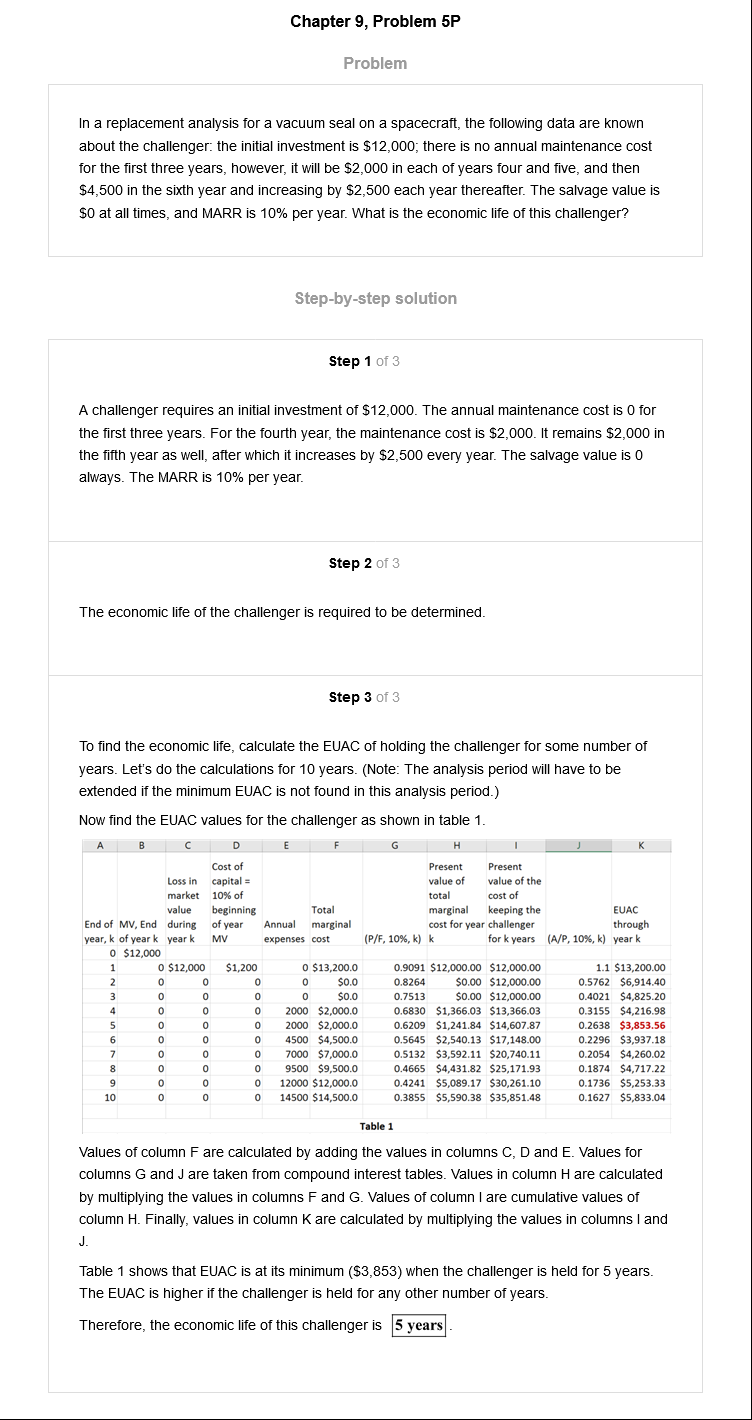 Chapter 9, Problem 5P
Problem
In a replacement analysis for a vacuum seal on a spacecraft, the following data are known
about the challenger: the initial investment is $12,000; there is no annual maintenance cost
for the first three years, however, it will be $2,000 in each of years four and five, and then
$4,500 in the sixth year and increasing by $2,500 each year thereafter. The salvage value is
$0 at all times, and MARR is 10% per year. What is the economic life of this challenger?
Step-by-step solution
Step 1 of 3
A challenger requires an initial investment of $12,000. The annual maintenance cost is 0 for
the first three years. For the fourth year, the maintenance cost is $2,000. It remains $2,000 in
the fifth year as well, after which it increases by $2,500 every year. The salvage value is 0
always. The MARR is 10% per year.
Step 2 of 3
The economic life of the challenger is required to be determined.
Step 3 of 3
To find the economic life, calculate the EUAC of holding the challenger for some number of
years. Let's do the calculations for 10 years. (Note: The analysis period will have to be
extended if the minimum EUAC is not found in this analysis period.)
Now find the EUAC values for the challenger as shown in table 1.
A B C D E F G H I J K
Cost of Present Present
Loss in capital = value of value of the
market 10% of total cost of
value beginning Total marginal keeping the EUAC
End of MV, End during of year Annual marginal cost for year challenger through
year, k of year k year k MV expenses cost (P/F, 10%, k) k for k years (A/P, 10%, k) year k
0 $12,000
1 0 $12,000 $1,200 0 $13,200.0 0.9091 $12,000.00 $12,000.00 1.1 $13,200.00
2 0 0 0 0 $0.0 0.8264 $0.00 $12,000.00 0.5762 $6,914.40
3 0 0 0 0 $0.0 0.7513 $0.00 $12,000.00 0.4021 $4,825.20
4 0 0 0 2000 $2,000.0 0.6830 $1,366.03 $13,366.03 0.3155 $4,216.98
5 0 0 0 2000 $2,000.0 0.6209 $1,241.84 $14,607.87 0.2638 $3,853.56
6 0 0 0 4500 $4,500.0 0.5645 $2,540.13 $17,148.00 0.2296 $3,937.18
7 0 0 0 7000 $7,000.0 0.5132 $3,592.11 $20,740.11 0.2054 $4,260.02
8 0 0 0 9500 $9,500.0 0.4665 $4,431.82 $25,171.93 0.1874 $4,717.22
9 0 0 0 12000 $12,000.0 0.4241 $5,089.17 $30,261.10 0.1736 $5,253.33
10 0 0 0 14500 $14,500.0 0.3855 $5,590.38 $35,851.48 0.1627 $5,833.04
Table 1
Values of column F are calculated by adding the values in columns C, D and E. Values for
columns G and J are taken from compound interest tables. Values in column H are calculated
by multiplying the values in columns F and G. Values of column I are cumulative values of
column H. Finally, values in column K are calculated by multiplying the values in columns I and
J.
Table 1 shows that EUAC is at its minimum ($3,853) when the challenger is held for 5 years.
The EUAC is higher if the challenger is held for any other number of years.
Therefore, the economic life of this challenger is 5 years.